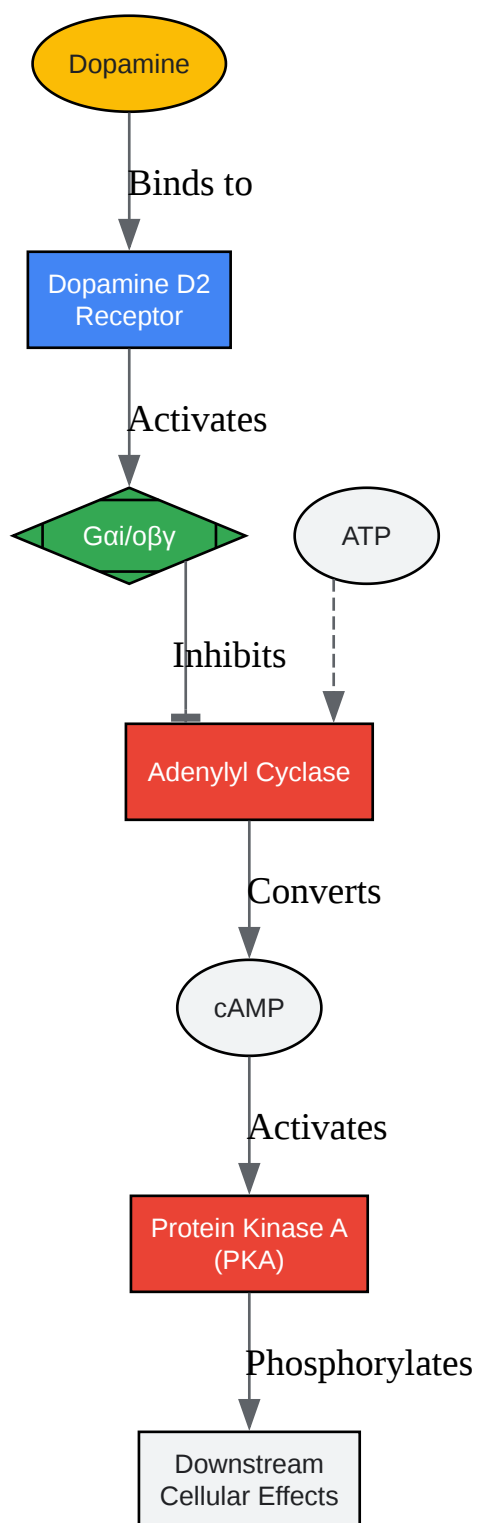 Dopamine
Binds to
Dopamine D2
Receptor
Activates
Gαi/oβγ
ATP
Inhibits
Adenylyl Cyclase
Converts
cAMP
Activates
Protein Kinase A
(PKA)
Phosphorylates
Downstream
Cellular Effects